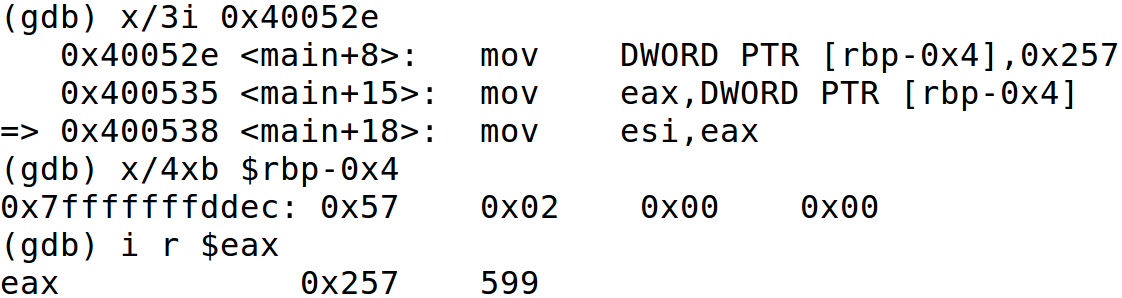 (gdb) x/3i 0x40052e
   0x40052e <main+8>:   mov    DWORD PTR [rbp-0x4],0x257
   0x400535 <main+15>:  mov    eax,DWORD PTR [rbp-0x4]
=> 0x400538 <main+18>:  mov    esi,eax
(gdb) x/4xb $rbp-0x4
0x7fffffffddec: 0x57    0x02    0x00    0x00
(gdb) i r $eax
eax            0x257    599